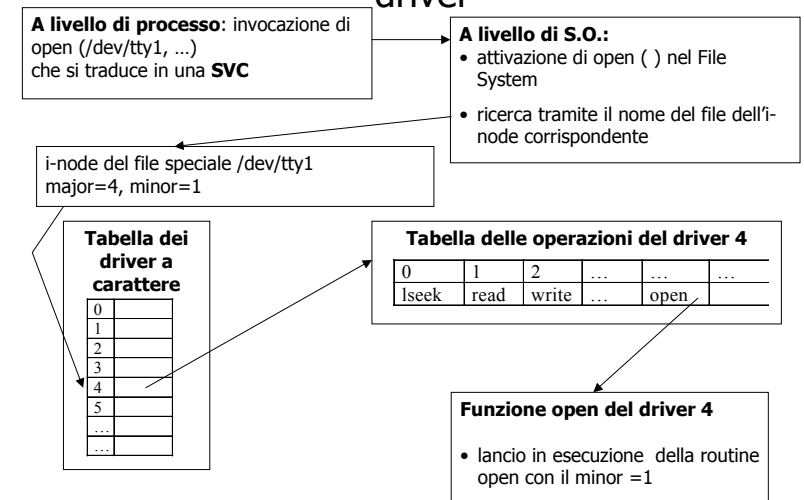 driver
A livello di processo: invocazione di
open (/dev/tty1, …)
che si traduce in una SVC
A livello di S.O.:
• attivazione di open ( ) nel File
System
• ricerca tramite il nome del file dell'i-
node corrispondente
i-node del file speciale /dev/tty1
major=4, minor=1
Tabella dei
driver a
carattere
0
1
2
3
4
5
…
…
Tabella delle operazioni del driver 4
0 1 2 … … …
lseek read write … open
Funzione open del driver 4
• lancio in esecuzione della routine
open con il minor =1